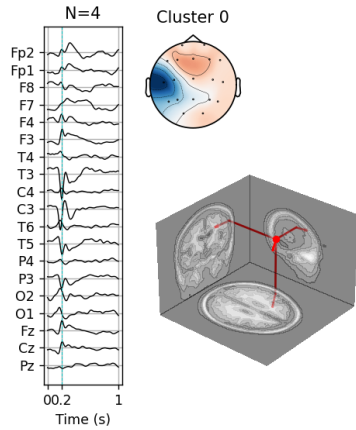 N=4
Cluster 0
Fp2
Fp1
F8
F7
F4
F3
T4
T3
C4
C3
T6
T5
P4
P3
O2
O1
Fz
Cz
Pz
00.2 1
Time (s)